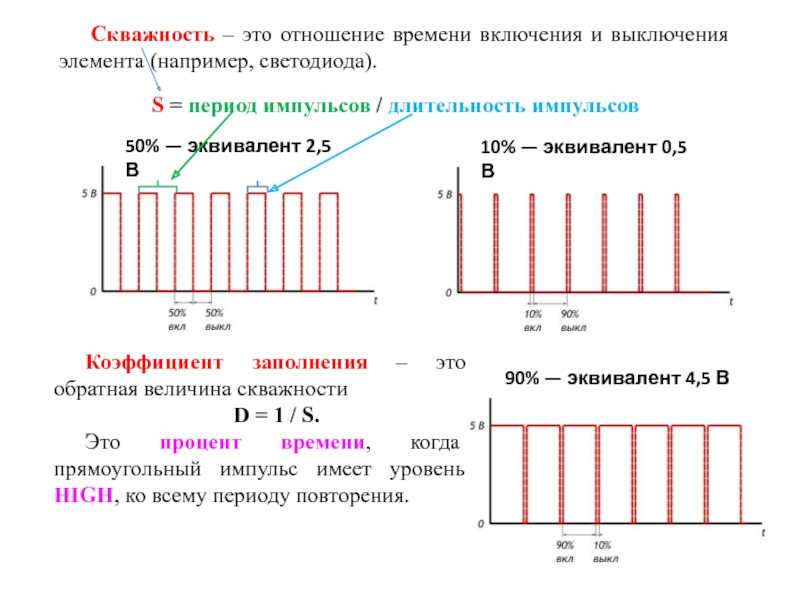 Скважность – это отношение времени включения и выключения
элемента (например, светодиода).
S = период импульсов / длительность импульсов
50% — эквивалент 2,5
В
5 В
0
t
50%
вкл
50%
выкл
10% — эквивалент 0,5
В
5 В
0
t
10%
вкл
90%
выкл
Коэффициент заполнения – это
обратная величина скважности
D = 1 / S.
Это процент времени, когда
прямоугольный импульс имеет уровень
HIGH, ко всему периоду повторения.
90% — эквивалент 4,5 В
5 В
0
t
90%
вкл
10%
выкл